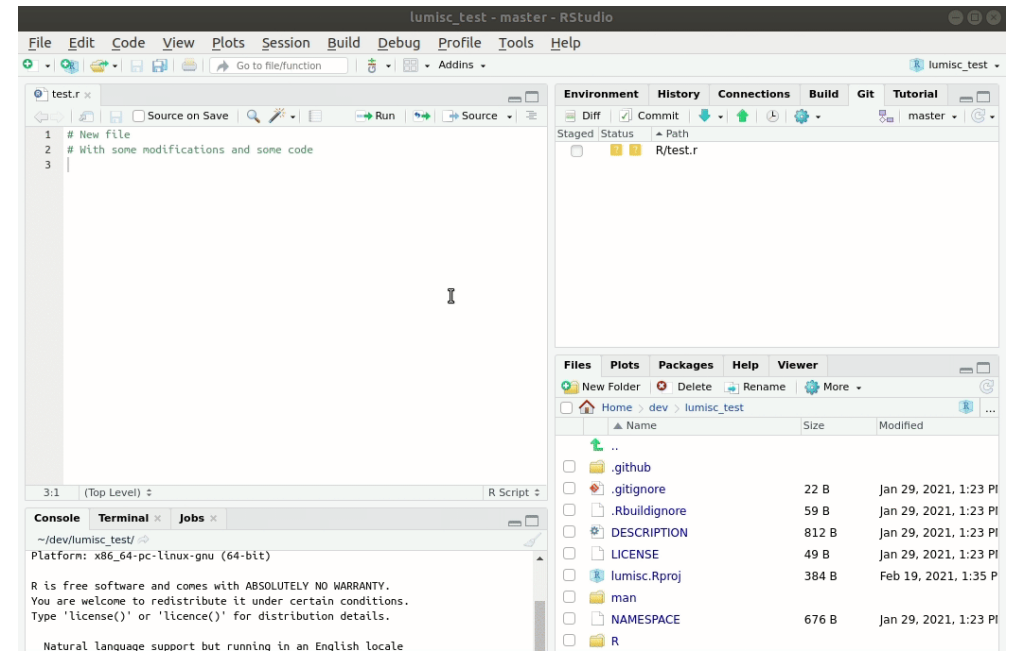 lumisc_test - master - RStudio
File Edit Code View Plots Session Build Debug Profile Tools Help
Go to file/function Addins lumisc_test
test.r
Source on Save Run Source
1 # New file
2 # With some modifications and some code
3
3:1 (Top Level) R Script
Console Terminal Jobs
~/dev/lumisc_test/
Platform: x86_64-pc-linux-gnu (64-bit)
R is free software and comes with ABSOLUTELY NO WARRANTY.
You are welcome to redistribute it under certain conditions.
Type 'license()' or 'licence()' for distribution details.
Natural language support but running in an English locale
Environment History Connections Build Git Tutorial
Diff Commit master
Staged Status Path
? ? R/test.r
Files Plots Packages Help Viewer
New Folder Delete Rename More
Home > dev > lumisc_test ...
Name Size Modified
..
.github
.gitignore 22 B Jan 29, 2021, 1:23 P
.Rbuildignore 59 B Jan 29, 2021, 1:23 P
DESCRIPTION 812 B Jan 29, 2021, 1:23 P
LICENSE 49 B Jan 29, 2021, 1:23 P
lumisc.Rproj 384 B Feb 19, 2021, 1:35 P
man
NAMESPACE 676 B Jan 29, 2021, 1:23 P
R